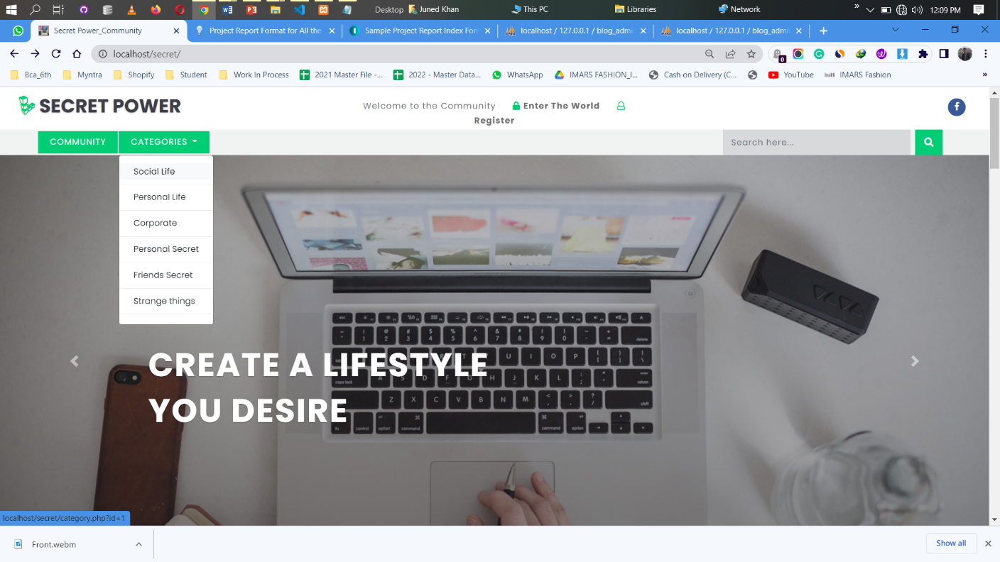 Desktop
Juned Khan
This PC
Libraries
Network
»
12:09 PM
Secret Power_Community
Project Report Format for All the
Sample Project Report Index For
localhost / 127.0.0.1 / blog_admi
localhost / 127.0.0.1 / blog_admi
localhost/secret/
0
Bca_6th
Myntra
Shopify
Student
Work In Process
2021 Master File -...
2022 - Master Data...
WhatsApp
IMARS FASHION_I...
Cash on Delivery (C...
YouTube
IMARS Fashion
»
SECRET POWER
Welcome to the Community
Enter The World
Register
COMMUNITY
CATEGORIES
Search here...
Social Life
Personal Life
Corporate
Personal Secret
Friends Secret
Strange things
CREATE A LIFESTYLE
YOU DESIRE
localhost/secret/category.php?id=1
Front.webm
Show all